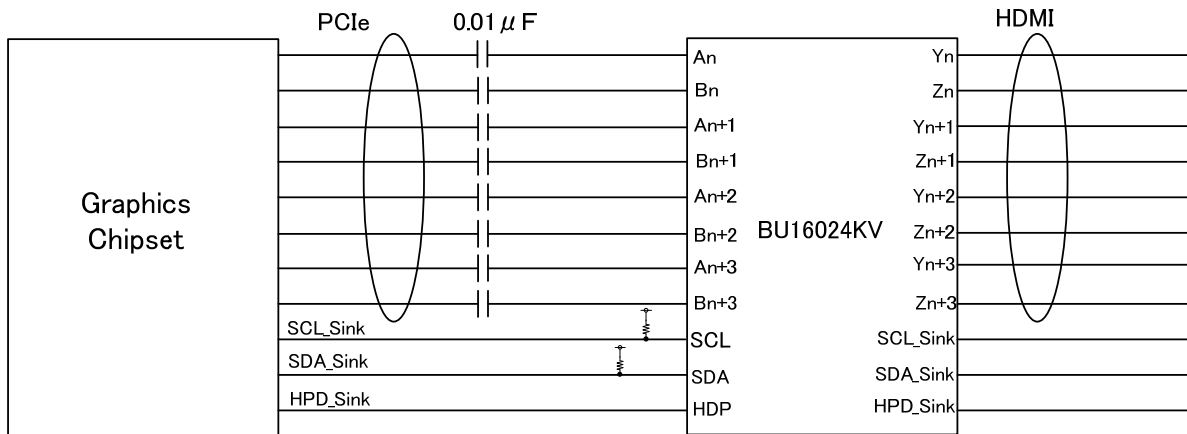 PCIe
0.01μF
HDMI
Graphics
Chipset
BU16024KV
An
Bn
An+1
Bn+1
An+2
Bn+2
An+3
Bn+3
SCL
SDA
HDP
Yn
Zn
Yn+1
Zn+1
Yn+2
Zn+2
Yn+3
Zn+3
SCL_Sink
SDA_Sink
HPD_Sink
SCL_Sink
SDA_Sink
HPD_Sink